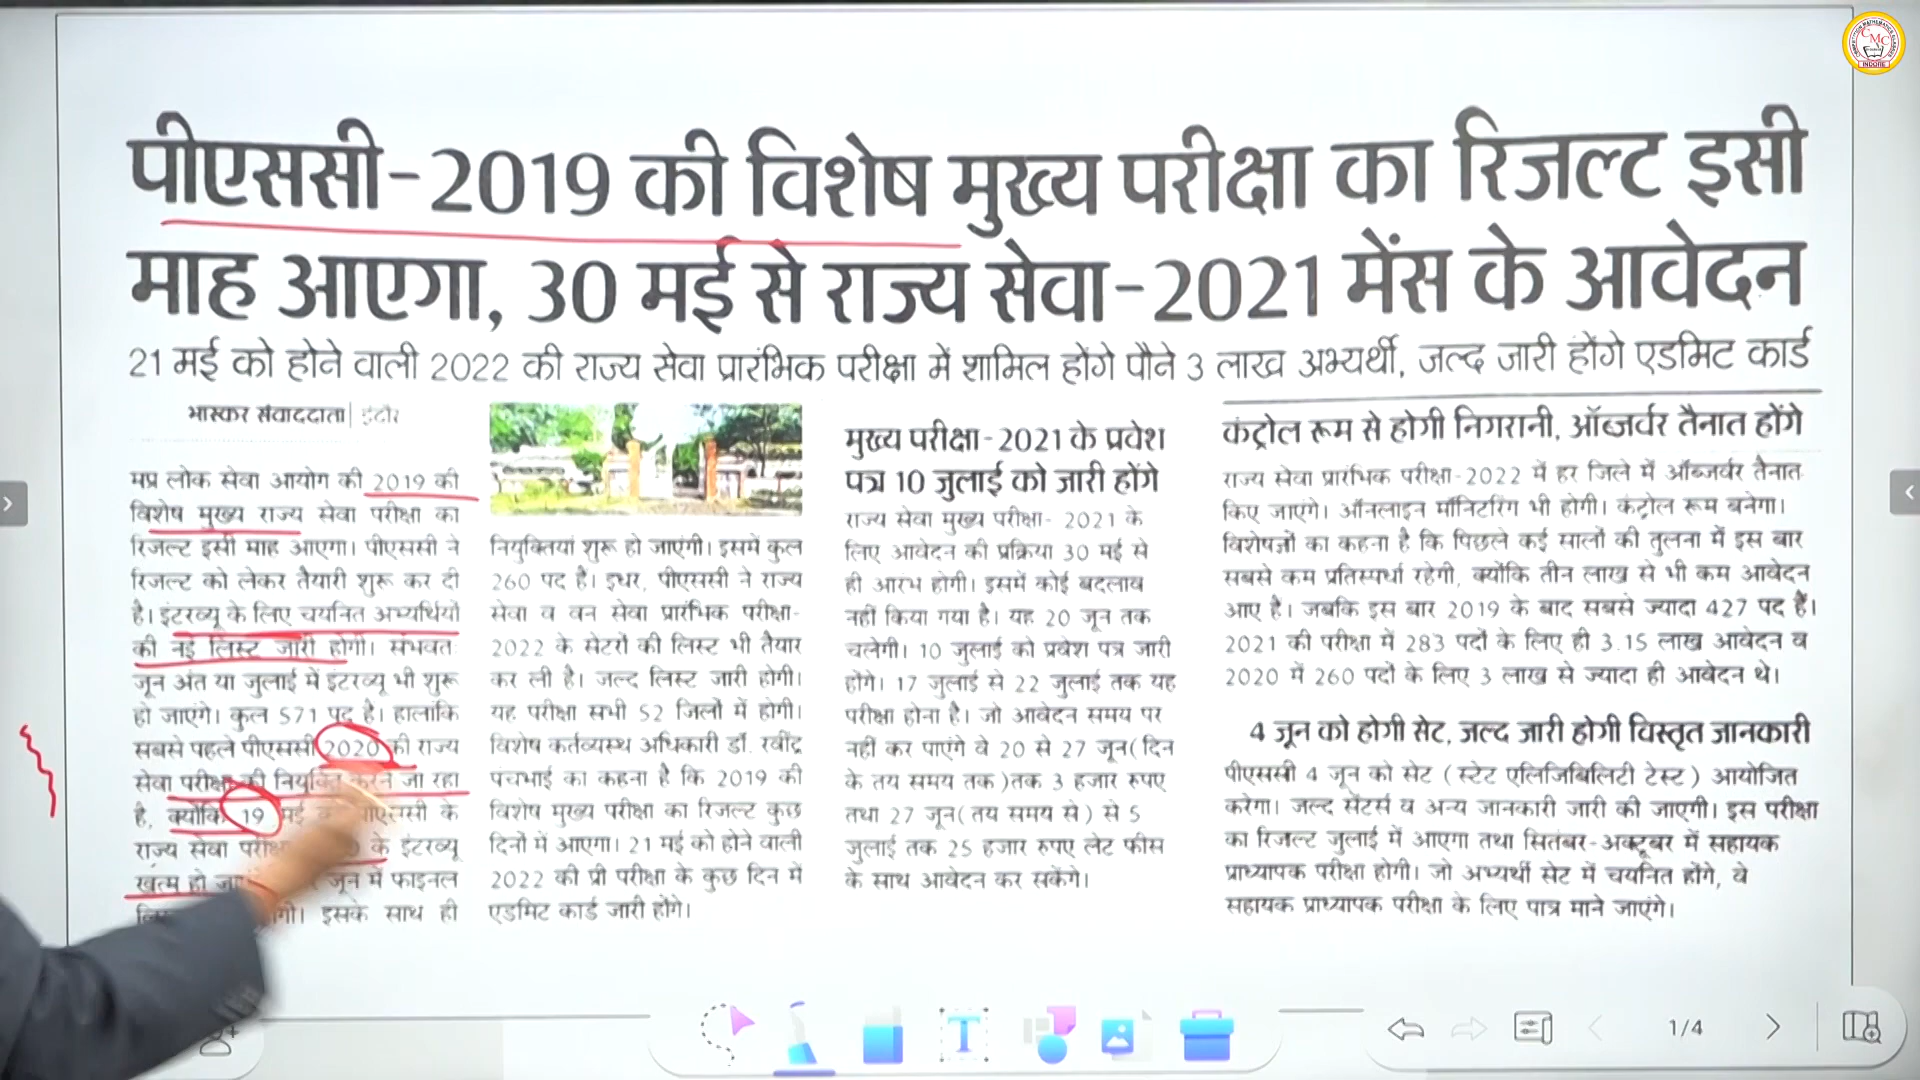 पीएससी-2019 की विशेष मुख्य परीक्षा का रिजल्ट इसी
माह आएगा, 30 मई से राज्य सेवा-2021 मेंस के आवेदन
21 मई को होने वाली 2022 की राज्य सेवा प्रारंभिक परीक्षा में शामिल होंगे पौने 3 लाख अभ्यर्थी, जल्द जारी होंगे एडमिट कार्ड
भास्कर संवाददाता | इंदौर
मप्र लोक सेवा आयोग की 2019 की
विशेष मुख्य राज्य सेवा परीक्षा का
रिजल्ट इसी माह आएगा। पीएससी ने
रिजल्ट को लेकर तैयारी शुरू कर दी
है। इंटरव्यू के लिए चयनित अभ्यर्थियों
की नई लिस्ट जारी होगी। संभवत:
जून अंत या जुलाई में इंटरव्यू भी शुरू
हो जाएंगे। कुल 571 पद है। हालांकि
सबसे पहले पीएससी 2020 की राज्य
सेवा परीक्षा की नियुक्ति करने जा रहा
है, क्योंकि 19 मई के
राज्य सेवा के इंटरव्यू
खत्म हो जून में फाइनल
इसके साथ ही
नियुक्तियां शुरू हो जाएंगी। इसमें कुल
260 पद है। इधर, पीएससी ने राज्य
सेवा व वन सेवा प्रारंभिक परीक्षा-
2022 के सेंटरों की लिस्ट भी तैयार
कर ली है। जल्द लिस्ट जारी होगी।
यह परीक्षा सभी 52 जिलों में होगी।
विशेष कर्तव्यस्थ अधिकारी डॉ. रवींद्र
पंचभाई का कहना है कि 2019 की
विशेष मुख्य परीक्षा का रिजल्ट कुछ
दिनों में आएगा। 21 मई को होने वाली
2022 की प्री परीक्षा के कुछ दिन में
एडमिट कार्ड जारी होंगे।
मुख्य परीक्षा-2021 के प्रवेश
पत्र 10 जुलाई को जारी होंगे
राज्य सेवा मुख्य परीक्षा- 2021 के
लिए आवेदन की प्रक्रिया 30 मई से
ही आरंभ होगी। इसमें कोई बदलाव
नहीं किया गया है। यह 20 जून तक
चलेगी। 10 जुलाई को प्रवेश पत्र जारी
होंगे। 17 जुलाई से 22 जुलाई तक यह
परीक्षा होना है। जो आवेदन समय पर
नहीं कर पाएंगे वे 20 से 27 जून(दिन
के तय समय तक)तक 3 हजार रुपए
तथा 27 जून(तय समय से) से 5
जुलाई तक 25 हजार रुपए लेट फीस
के साथ आवेदन कर सकेंगे।
कंट्रोल रूम से होगी निगरानी, ऑब्जर्वर तैनात होंगे
राज्य सेवा प्रारंभिक परीक्षा-2022 में हर जिले में ऑब्जर्वर तैनात
किए जाएंगे। ऑनलाइन मॉनिटरिंग भी होगी। कंट्रोल रूम बनेगा।
विशेषज्ञों का कहना है कि पिछले कई सालों की तुलना में इस बार
सबसे कम प्रतिस्पर्धा रहेगी, क्योंकि तीन लाख से भी कम आवेदन
आए है। जबकि इस बार 2019 के बाद सबसे ज्यादा 427 पद हैं।
2021 की परीक्षा में 283 पदों के लिए ही 3.15 लाख आवेदन व
2020 में 260 पदों के लिए 3 लाख से ज्यादा ही आवेदन थे।
4 जून को होगी सेट, जल्द जारी होगी विस्तृत जानकारी
पीएससी 4 जून को सेट (स्टेट एलिजिबिलिटी टेस्ट) आयोजित
करेगा। जल्द सेंटर्स व अन्य जानकारी जारी की जाएगी। इस परीक्षा
का रिजल्ट जुलाई में आएगा तथा सितंबर-अक्टूबर में सहायक
प्राध्यापक परीक्षा होगी। जो अभ्यर्थी सेट में चयनित होंगे, वे
सहायक प्राध्यापक परीक्षा के लिए पात्र माने जाएंगे।
1/4
CMC
INDORE